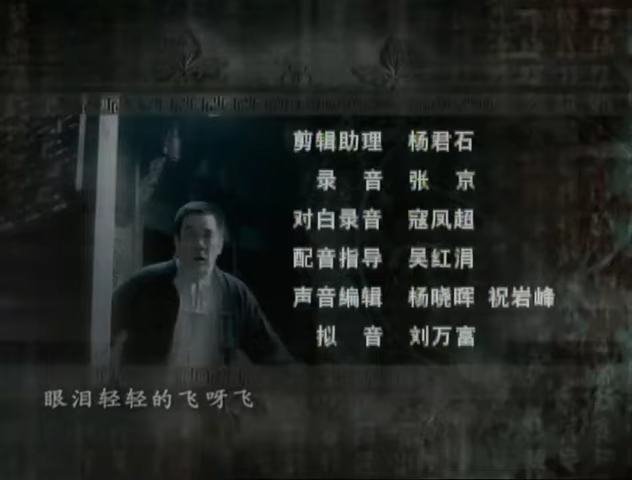 剪辑助理 杨君石
录音 张京
对白录音 寇凤超
配音指导 吴红涓
声音编辑 杨晓晖 祝岩峰
拟音 刘万富
眼泪轻轻的飞呀飞